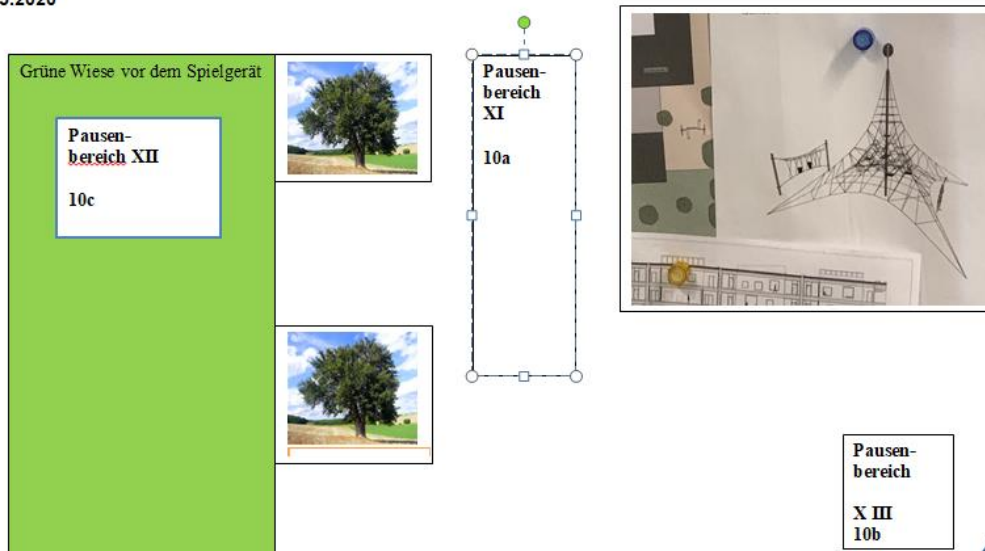 Grüne Wiese vor dem Spielgerät
Pausen-
bereich XII
10c
Pausen-
bereich
XI
10a
Pausen-
bereich
X III
10b